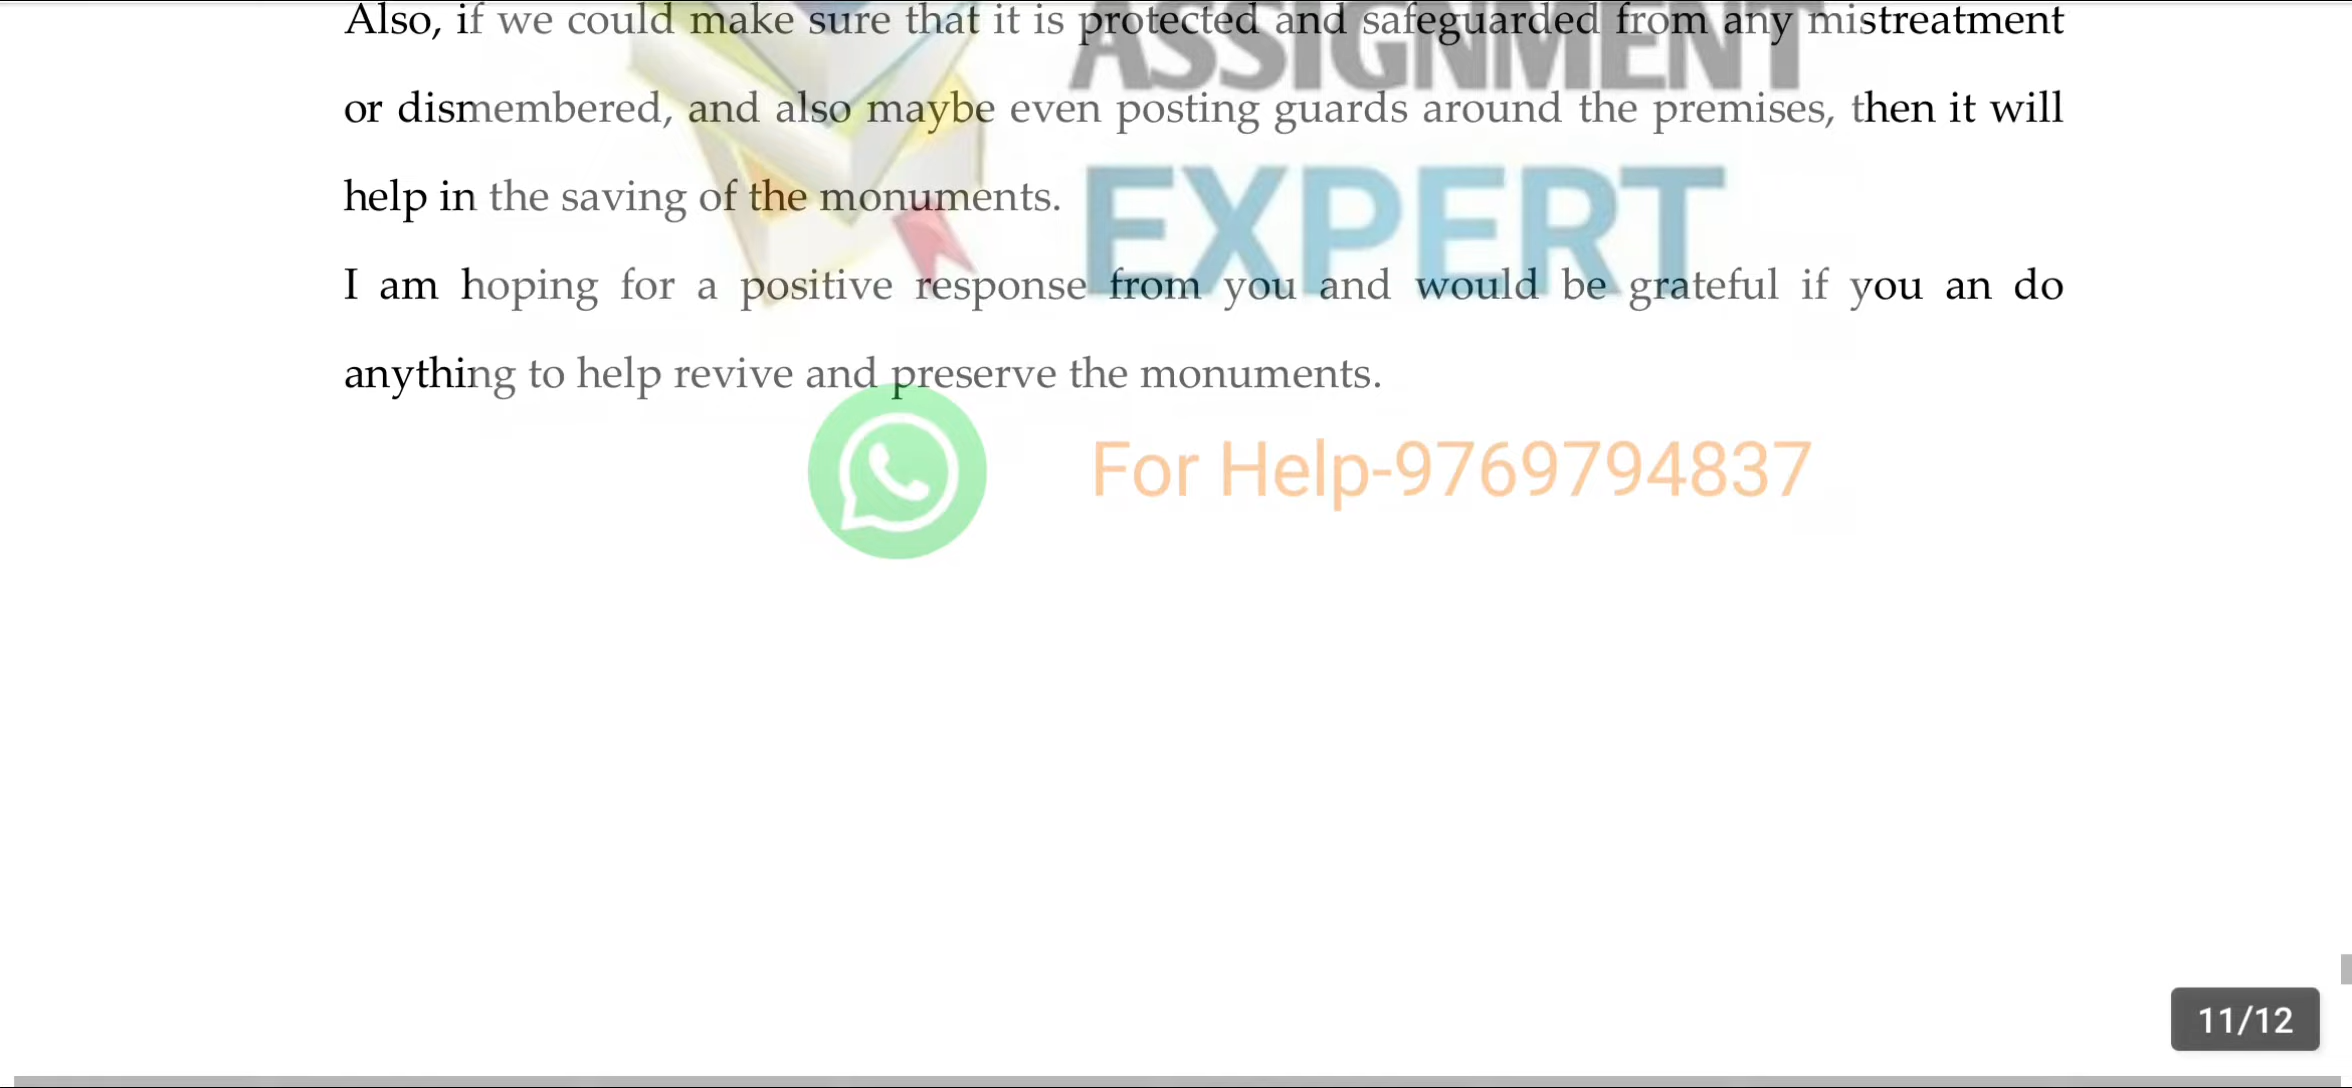 Also, if we could make sure that it is protected and safeguarded from any mistreatment
ASSIGNMENT
or dismembered, and also maybe even posting guards around the premises, then it will
help in the saving of the monuments.
EXPERT
I am hoping for a positive response from you and would be grateful if you an do
anything to help revive and preserve the monuments.
For Help-9769794837
11/12